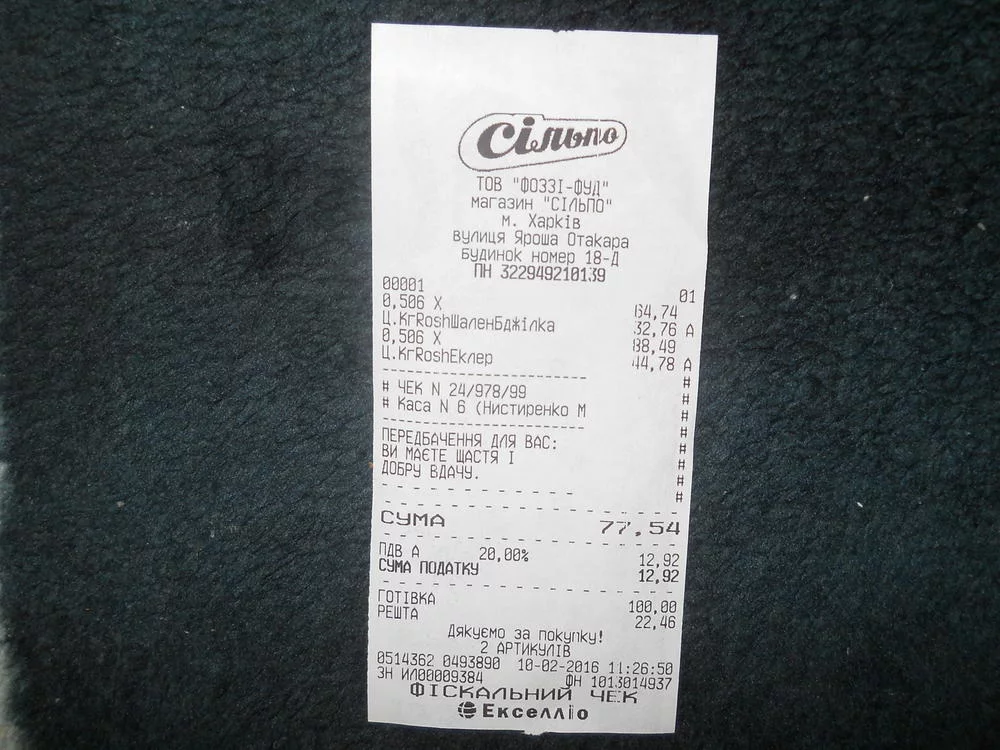 Сільпо
ТОВ "ФОЗЗІ-ФУД"
магазин "СІЛЬПО"
м. Харків
вулиця Яроша Отакара
будинок номер 18-Д
ПН 322949210139
00001 01
0,506 X 64,74
Ц.КгRoshШаленБджілка 32,76 А
0,506 X 88,49
Ц.КгRoshЕклер 44,78 А
------------------------ #
# ЧЕК N 24/978/99 #
# Каса N 6 (Нистиренко М #
------------------------ #
ПЕРЕДБАЧЕННЯ ДЛЯ ВАС: #
ВИ МАЄТЕ ЩАСТЯ І #
ДОБРУ ВДАЧУ. #
- - - - - - - - - - - - #
СУМА 77,54
ПДВ А 20,00% 12,92
СУМА ПОДАТКУ 12,92
ГОТІВКА 100,00
РЕШТА 22,46
Дякуємо за покупку!
2 АРТИКУЛІВ
0514362 0493890 10-02-2016 11:26:50
ЗН ИЛ00009384 ФН 1013014937
ФІСКАЛЬНИЙ ЧЕК
Екселліо